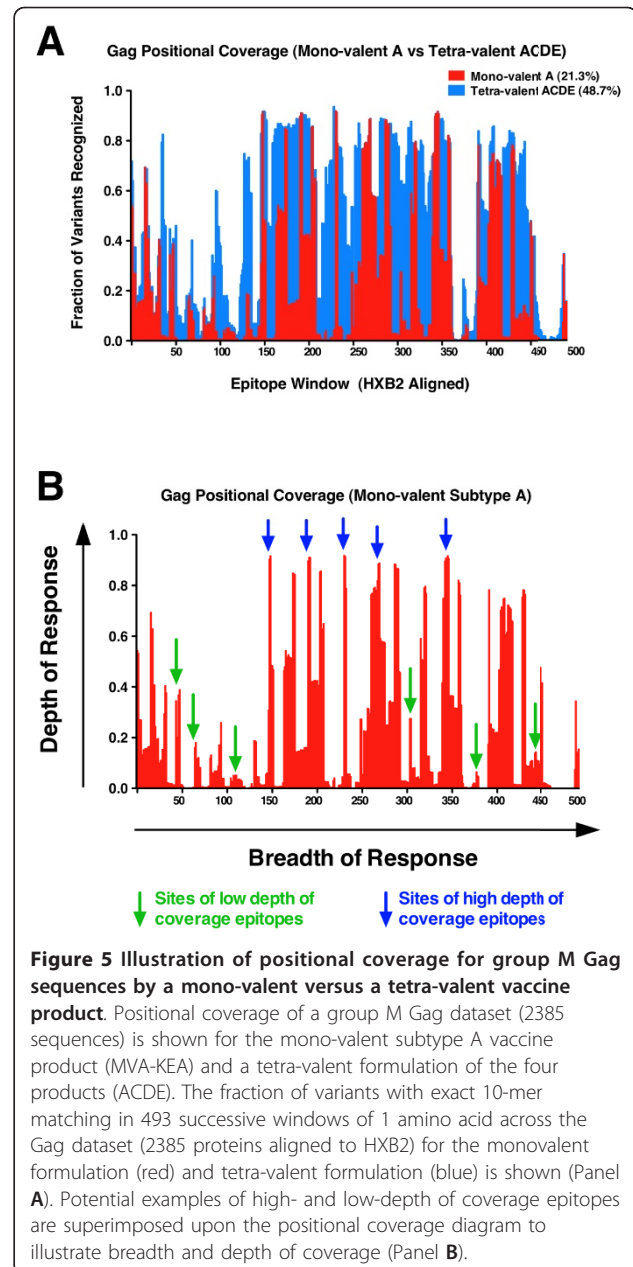 A
Gag Positional Coverage (Mono-valent A vs Tetra-valent ACDE)
Mono-valent A (21.3%)
Tetra-valent ACDE (48.7%)
Fraction of Variants Recognized
1.0
0.8
0.6
0.4
0.2
0.0
50 100 150 200 250 300 350 400 450 500
Epitope Window (HXB2 Aligned)
B
Gag Positional Coverage (Mono-valent Subtype A)
Depth of Response
1.0
0.8
0.6
0.4
0.2
0.0
50 100 150 200 250 300 350 400 450 500
Breadth of Response
Sites of low depth of
coverage epitopes
Sites of high depth of
coverage epitopes
Figure 5 Illustration of positional coverage for group M Gag
sequences by a mono-valent versus a tetra-valent vaccine
product. Positional coverage of a group M Gag dataset (2385
sequences) is shown for the mono-valent subtype A vaccine
product (MVA-KEA) and a tetra-valent formulation of the four
products (ACDE). The fraction of variants with exact 10-mer
matching in 493 successive windows of 1 amino acid across the
Gag dataset (2385 proteins aligned to HXB2) for the monovalent
formulation (red) and tetra-valent formulation (blue) is shown (Panel
A). Potential examples of high- and low-depth of coverage epitopes
are superimposed upon the positional coverage diagram to
illustrate breadth and depth of coverage (Panel B).